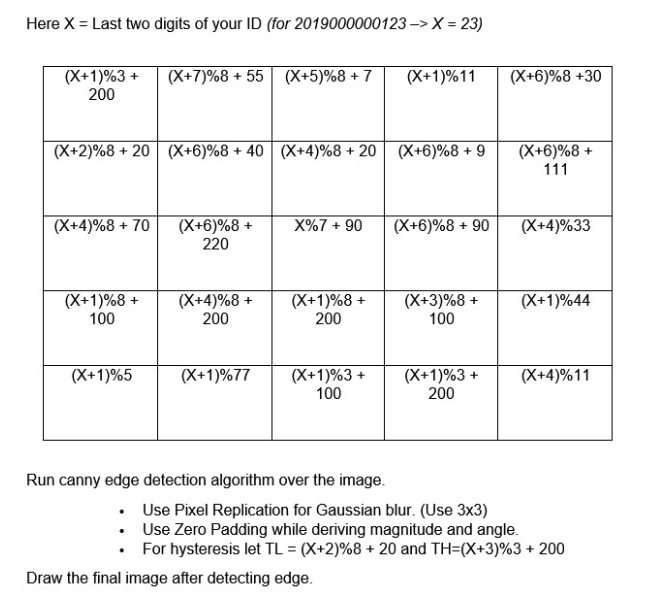 Here X = Last two digits of your ID (for 2019000000123 –> X = 23)
(X+1)%3 + 200
(X+7)%8 + 55
(X+5)%8 + 7
(X+1)%11
(X+6)%8 +30
(X+2)%8 + 20
(X+6)%8 + 40
(X+4)%8 + 20
(X+6)%8 + 9
(X+6)%8 + 111
(X+4)%8 + 70
(X+6)%8 + 220
X%7 + 90
(X+6)%8 + 90
(X+4)%33
(X+1)%8 + 100
(X+4)%8 + 200
(X+1)%8 + 200
(X+3)%8 + 100
(X+1)%44
(X+1)%5
(X+1)%77
(X+1)%3 + 100
(X+1)%3 + 200
(X+4)%11
Run canny edge detection algorithm over the image.
• Use Pixel Replication for Gaussian blur. (Use 3x3)
• Use Zero Padding while deriving magnitude and angle.
• For hysteresis let TL = (X+2)%8 + 20 and TH=(X+3)%3 + 200
Draw the final image after detecting edge.